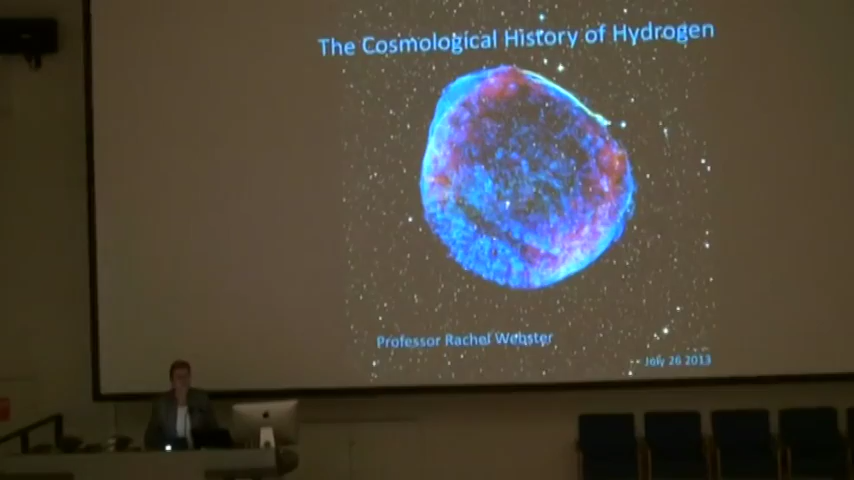 The Cosmological History of Hydrogen
Professor Rachel Webster
July 26 2013